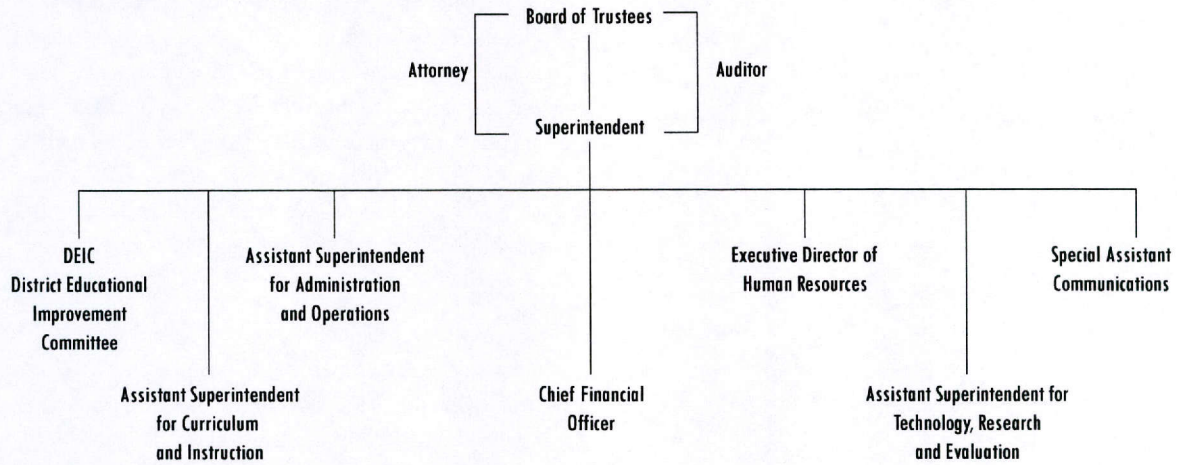 Board of Trustees
Attorney
Auditor
Superintendent
DEIC
District Educational
Improvement
Committee
Assistant Superintendent
for Administration
and Operations
Executive Director of
Human Resources
Special Assistant
Communications
Assistant Superintendent
for Curriculum
and Instruction
Chief Financial
Officer
Assistant Superintendent for
Technology, Research
and Evaluation